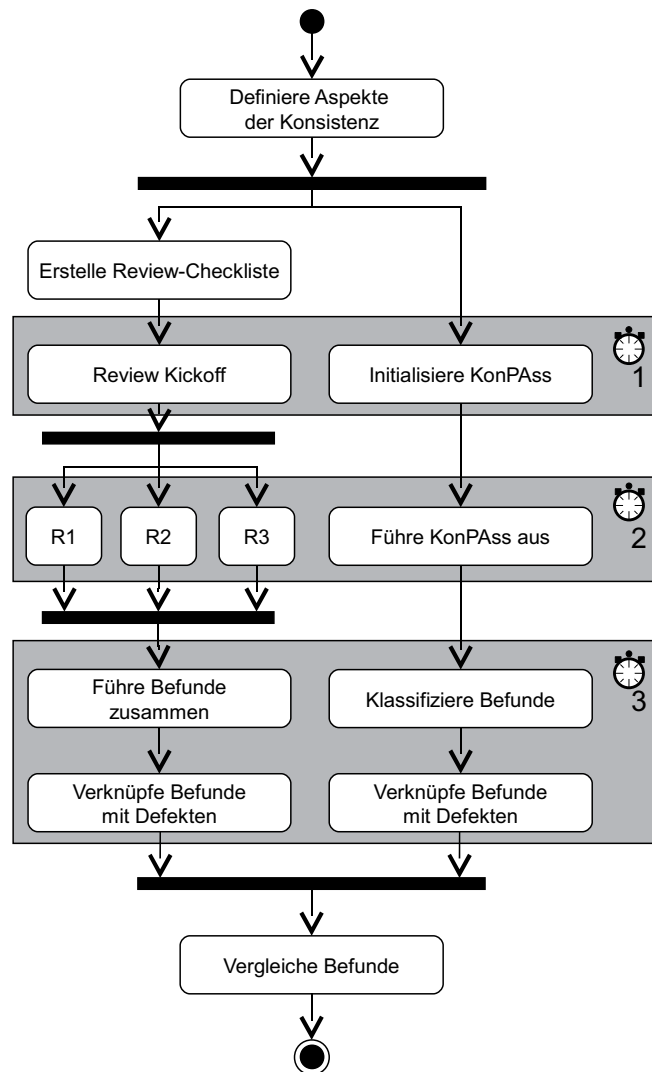 Definiere Aspekte
der Konsistenz
Erstelle Review-Checkliste
Review Kickoff
Initialisiere KonPAss
1
R1
R2
R3
Führe KonPAss aus
2
Führe Befunde
zusammen
Klassifiziere Befunde
3
Verknüpfe Befunde
mit Defekten
Verknüpfe Befunde
mit Defekten
Vergleiche Befunde